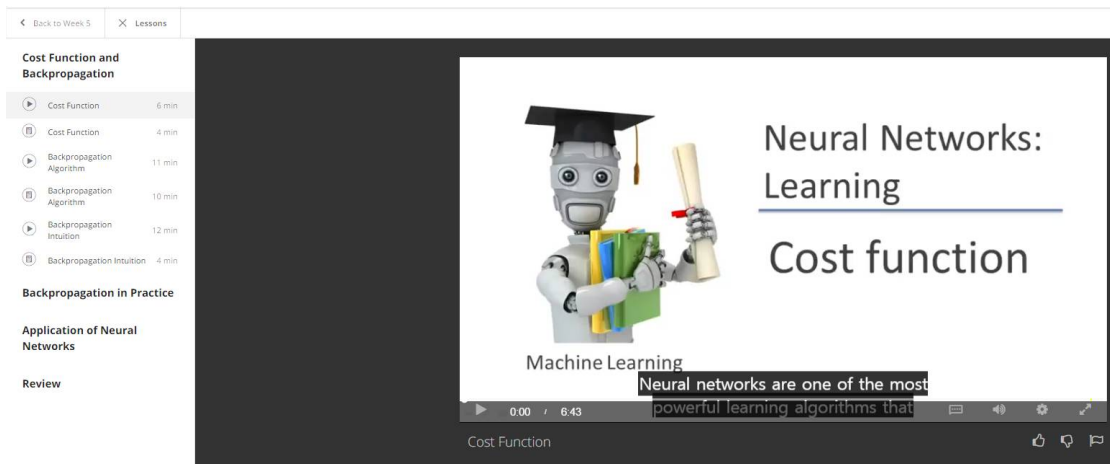 Back to Week 5
Lessons
Cost Function and
Backpropagation
Cost Function 6 min
Cost Function 4 min
Backpropagation
Algorithm
11 min
Backpropagation
Algorithm
10 min
Backpropagation
Intuition
12 min
Backpropagation Intuition 4 min
Backpropagation in Practice
Application of Neural
Networks
Review
Neural Networks:
Learning
Cost function
Machine Learning
Neural networks are one of the most
powerful learning algorithms that
0:00 / 6:43
Cost Function